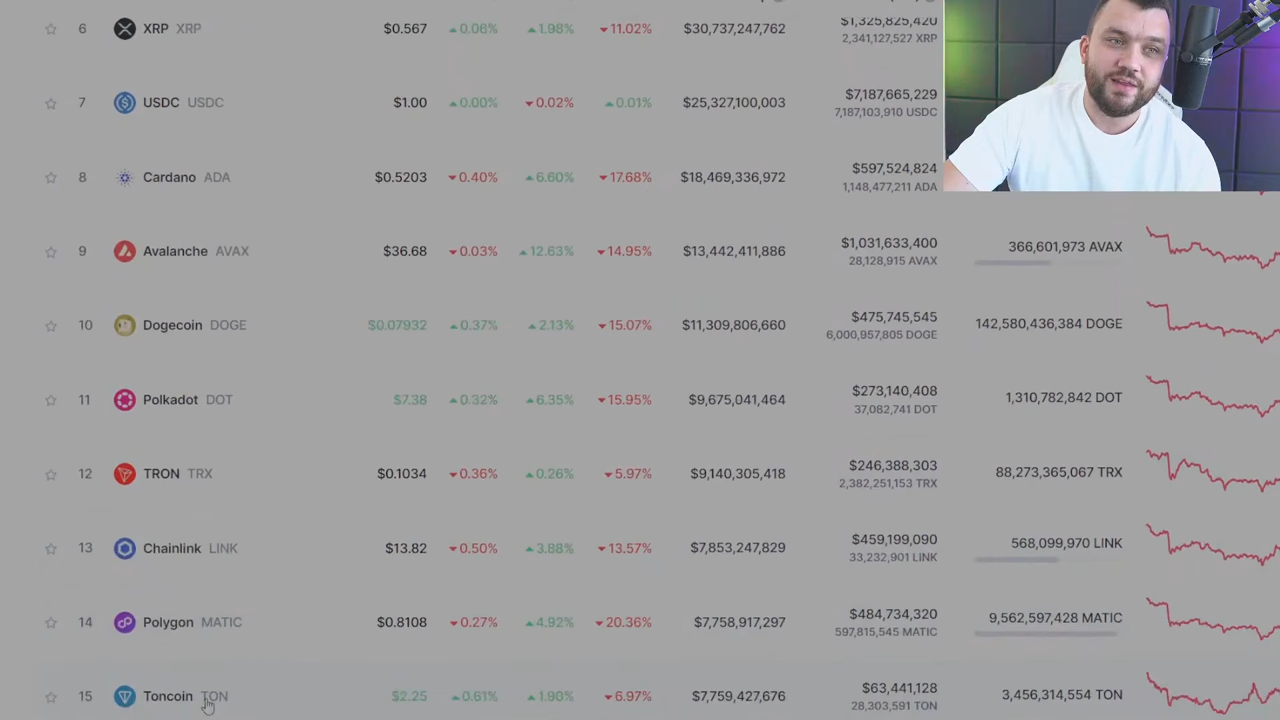 6 XRP XRP $0.567 0.06% 1.98% 11.02% $30,737,247,762 $1,325,825,420
2,341,127,527 XRP
7 USDC USDC $1.00 0.00% 0.02% 0.01% $25,327,100,003 $7,187,665,229
7,187,103,910 USDC
8 Cardano ADA $0.5203 0.40% 6.60% 17.68% $18,469,336,972 $597,524,824
1,148,477,211 ADA
9 Avalanche AVAX $36.68 0.03% 12.63% 14.95% $13,442,411,886 $1,031,633,400 366,601,973 AVAX
28,128,915 AVAX
10 Dogecoin DOGE $0.07932 0.37% 2.13% 15.07% $11,309,806,660 $475,745,545 142,580,436,384 DOGE
6,000,957,805 DOGE
11 Polkadot DOT $7.38 0.32% 6.35% 15.95% $9,675,041,464 $273,140,408 1,310,782,842 DOT
37,082,741 DOT
12 TRON TRX $0.1034 0.36% 0.26% 5.97% $9,140,305,418 $246,388,303 88,273,365,067 TRX
2,382,251,153 TRX
13 Chainlink LINK $13.82 0.50% 3.88% 13.57% $7,853,247,829 $459,199,090 568,099,970 LINK
33,232,901 LINK
14 Polygon MATIC $0.8108 0.27% 4.92% 20.36% $7,758,917,297 $484,734,320 9,562,597,428 MATIC
597,815,545 MATIC
15 Toncoin TON $2.25 0.61% 1.90% 6.97% $7,759,427,676 $63,441,128 3,456,314,554 TON
28,303,591 TON